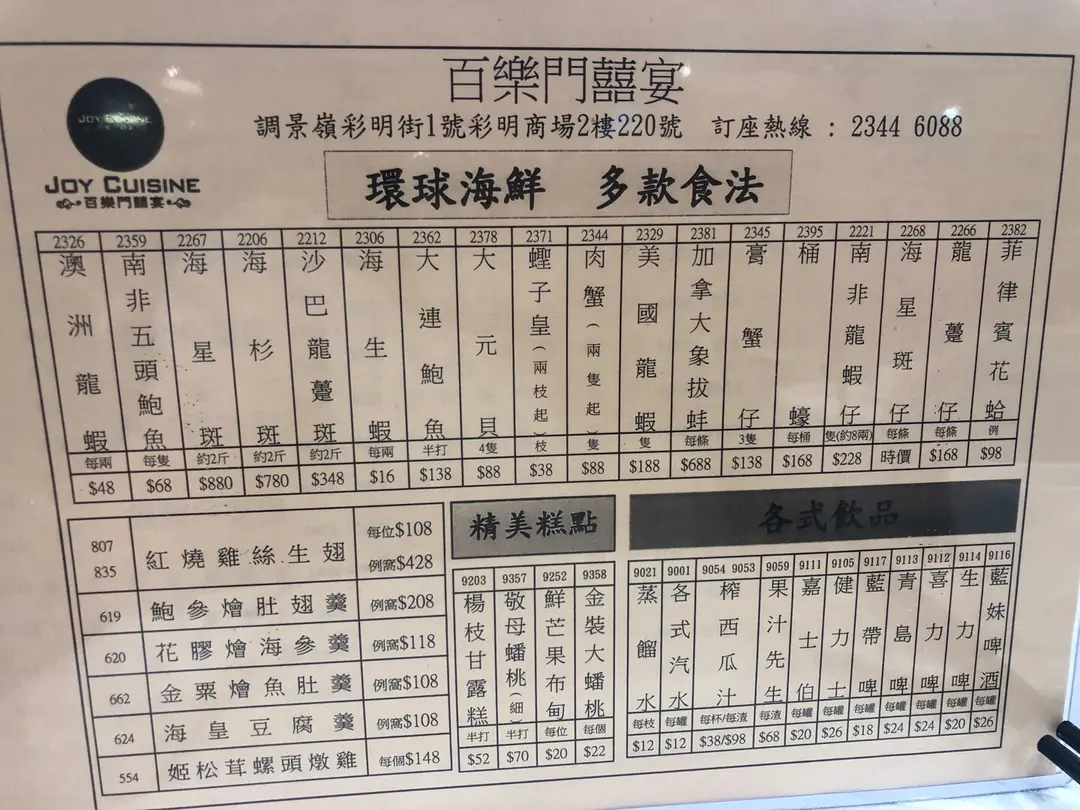 百樂門囍宴
調景嶺彩明街1號彩明商場2樓220號 訂座熱線：2344 6088
JOY CUISINE
JOY CUISINE
百樂門囍宴
環球海鮮 多款食法
2326 澳洲龍蝦 每兩 $48
2359 南非五頭鮑魚 每隻 $68
2267 海星斑 約2斤 $880
2206 海杉斑 約2斤 $780
2212 沙巴龍躉斑 約2斤 $348
2306 海生蝦 每兩 $16
2362 大連鮑魚 半打 $138
2378 大元貝 4隻 $88
2371 蟶子皇(兩枝起) 枝 $38
2344 肉蟹(兩隻起) 隻 $88
2329 美國龍蝦 隻 $188
2381 加拿大象拔蚌 每條 $688
2345 膏蟹仔 3隻 $138
2395 桶蠔 每桶 $168
2221 南非龍蝦仔 隻(約8兩) $228
2268 海星斑仔 每條 時價
2266 龍躉仔 每條 $168
2382 菲律賓花蛤 例 $98
807 835 紅燒雞絲生翅 每位$108 例窩$428
619 鮑參燴肚翅羹 例窩$208
620 花膠燴海參羹 例窩$118
662 金粟燴魚肚羹 例窩$108
624 海皇豆腐羹 例窩$108
554 姬松茸螺頭燉雞 每個$148
精美糕點
9203 楊枝甘露糕 半打 $52
9357 敬母蟠桃(細) 半打 $70
9252 鮮芒果布甸 每位 $20
9358 金裝大蟠桃 每個 $22
各式飲品
9021 蒸餾水 每枝 $12
9001 各式汽水 每罐 $12
9054 9053 榨西瓜汁 每杯/每渣 $38/$98
9059 果汁先生 每渣 $68
9111 嘉士伯 每罐 $20
9105 健力士 每罐 $26
9117 藍帶啤 每罐 $18
9113 青島啤 每罐 $24
9112 喜力啤 每罐 $24
9114 生力啤 每罐 $20
9116 藍妹啤酒 每罐 $26